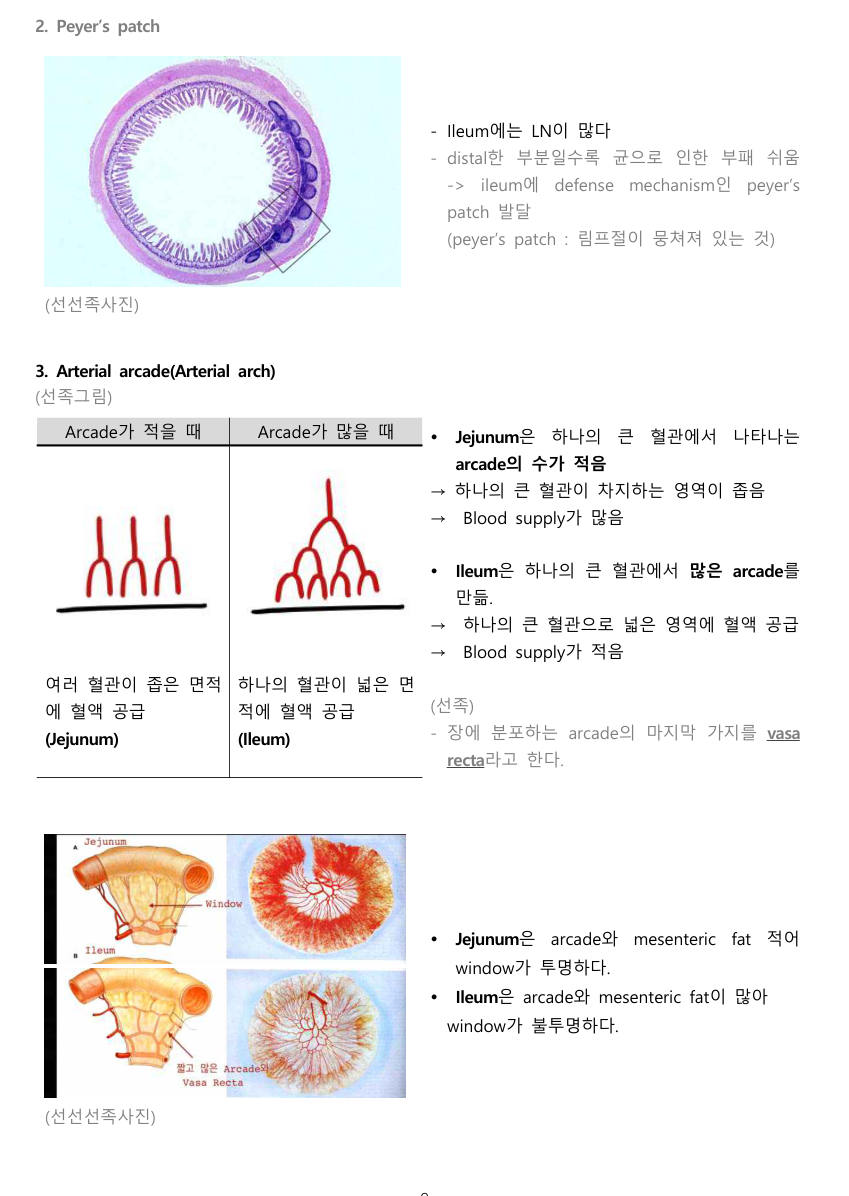 2. Peyer's patch
- Ileum에는 LN이 많다
- distal한 부분일수록 균으로 인한 부패 쉬움
-> ileum에 defense mechanism인 peyer's
patch 발달
(peyer's patch : 림프절이 뭉쳐져 있는 것)
(선선족사진)
3. Arterial arcade(Arterial arch)
(선족그림)
Arcade가 적을 때
Arcade가 많을 때
여러 혈관이 좁은 면적
에 혈액 공급
(Jejunum)
하나의 혈관이 넓은 면
적에 혈액 공급
(Ileum)
• Jejunum은 하나의 큰 혈관에서 나타나는
arcade의 수가 적음
→ 하나의 큰 혈관이 차지하는 영역이 좁음
→ Blood supply가 많음
• Ileum은 하나의 큰 혈관에서 많은 arcade를
만듦.
→ 하나의 큰 혈관으로 넓은 영역에 혈액 공급
→ Blood supply가 적음
(선족)
- 장에 분포하는 arcade의 마지막 가지를 vasa
recta라고 한다.
A Jejunum
Window
B Ileum
짧고 많은 Arcade와
Vasa Recta
(선선선족사진)
• Jejunum은 arcade와 mesenteric fat 적어
window가 투명하다.
• Ileum은 arcade와 mesenteric fat이 많아
window가 불투명하다.